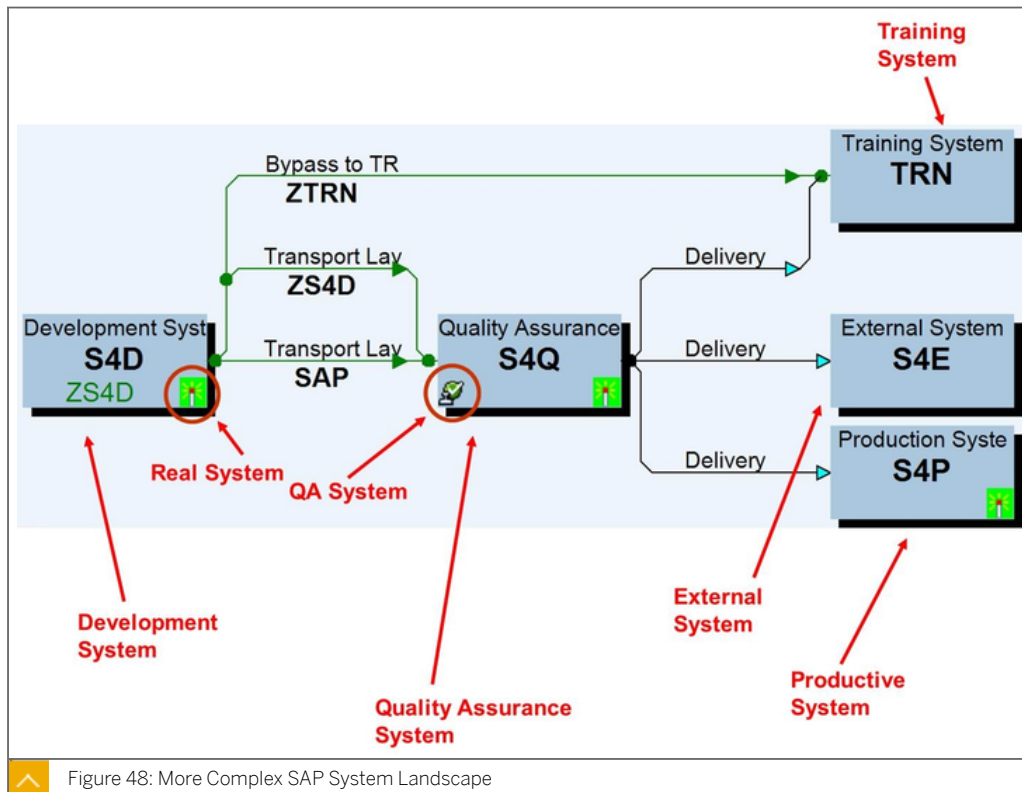 Training
System
Training System
TRN
Bypass to TR
ZTRN
Transport Lay
ZS4D
Delivery
Development Syst
S4D
ZS4D
Transport Lay
SAP
Quality Assurance
S4Q
Delivery
External System
S4E
Delivery
Production Syste
S4P
Real System
QA System
Development
System
Quality Assurance
System
External
System
Productive
System
Figure 48: More Complex SAP System Landscape